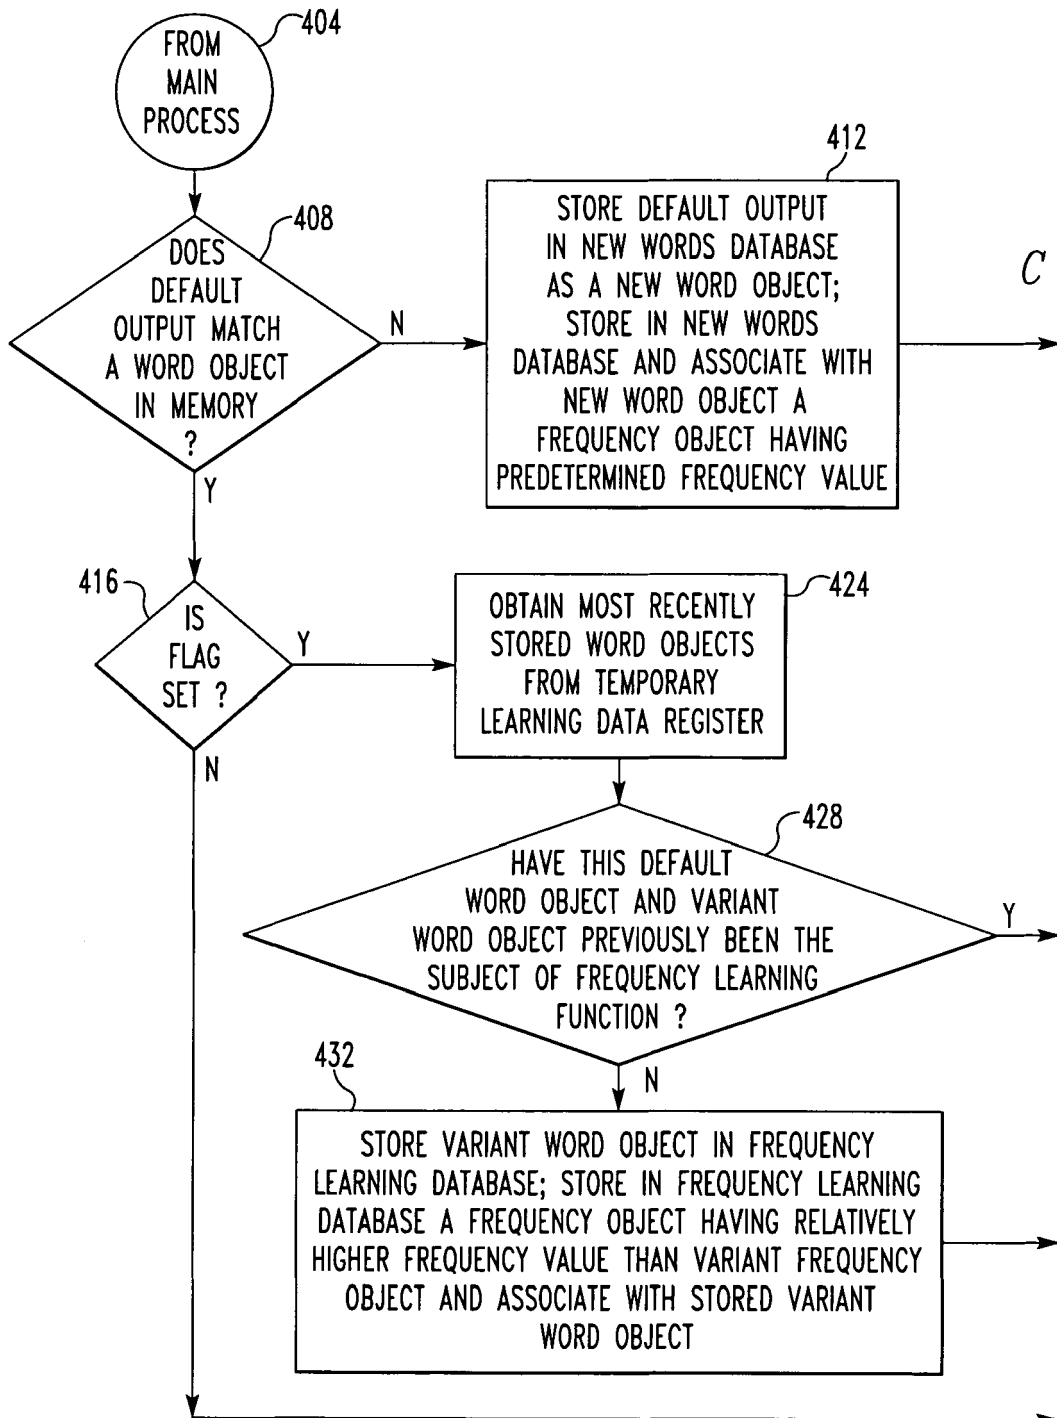 404
FROM
MAIN
PROCESS
408
DOES
DEFAULT
OUTPUT MATCH
A WORD OBJECT
IN MEMORY
?
N
Y
412
STORE DEFAULT OUTPUT
IN NEW WORDS DATABASE
AS A NEW WORD OBJECT;
STORE IN NEW WORDS
DATABASE AND ASSOCIATE WITH
NEW WORD OBJECT A
FREQUENCY OBJECT HAVING
PREDETERMINED FREQUENCY VALUE
C
416
IS
FLAG
SET ?
Y
N
424
OBTAIN MOST RECENTLY
STORED WORD OBJECTS
FROM TEMPORARY
LEARNING DATA REGISTER
428
HAVE THIS DEFAULT
WORD OBJECT AND VARIANT
WORD OBJECT PREVIOUSLY BEEN THE
SUBJECT OF FREQUENCY LEARNING
FUNCTION ?
Y
N
432
STORE VARIANT WORD OBJECT IN FREQUENCY
LEARNING DATABASE; STORE IN FREQUENCY LEARNING
DATABASE A FREQUENCY OBJECT HAVING RELATIVELY
HIGHER FREQUENCY VALUE THAN VARIANT FREQUENCY
OBJECT AND ASSOCIATE WITH STORED VARIANT
WORD OBJECT